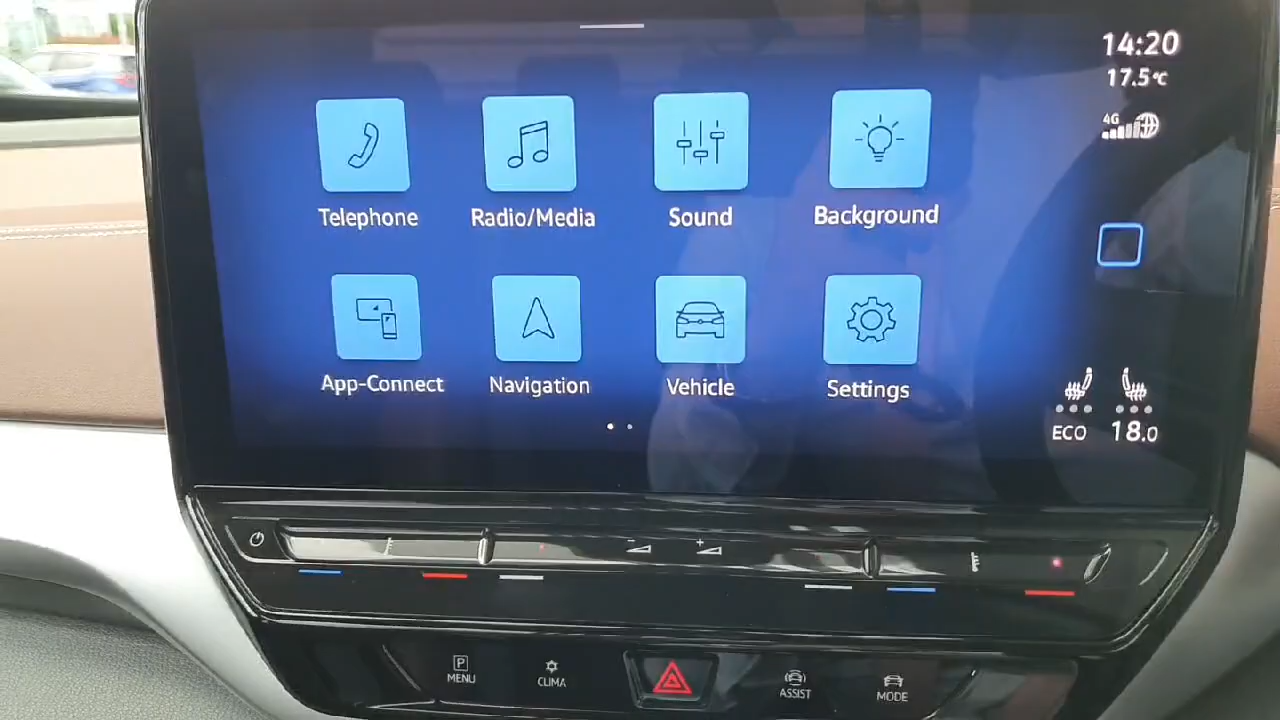 14:20
17.5°C
4G
Telephone
Radio/Media
Sound
Background
App-Connect
Navigation
Vehicle
Settings
ECO
18.0
- +
P
MENU
CLIMA
ASSIST
MODE